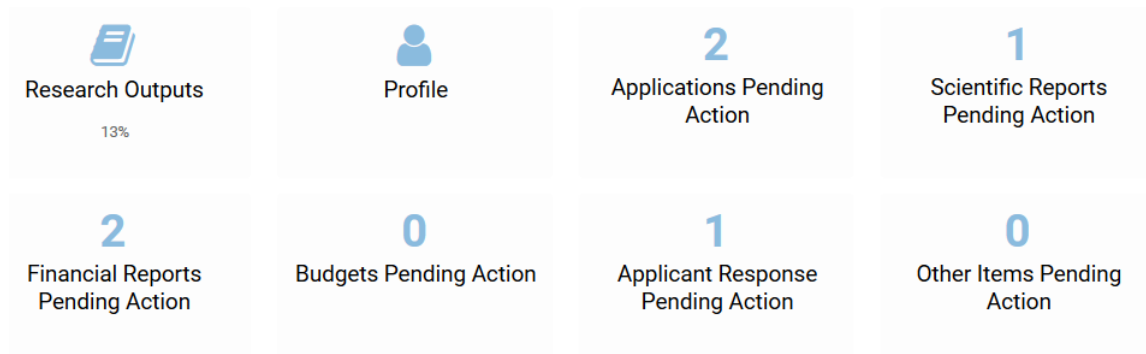 Research Outputs
13%
Profile
2
Applications Pending
Action
1
Scientific Reports
Pending Action
2
Financial Reports
Pending Action
0
Budgets Pending Action
1
Applicant Response
Pending Action
0
Other Items Pending
Action